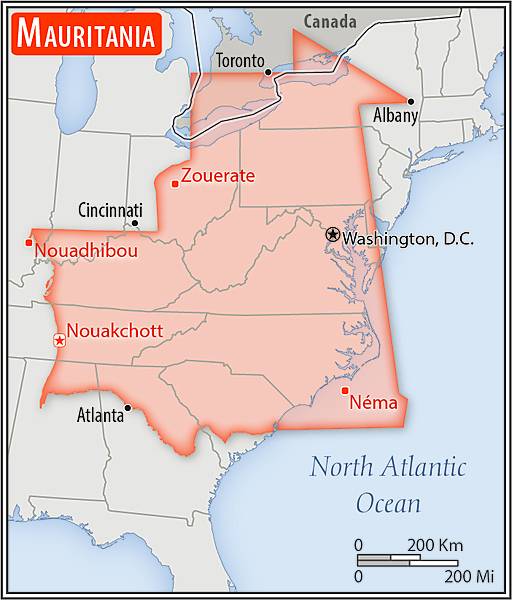 MAURITANIA
Canada
Toronto
Albany
Zouerate
Cincinnati
Washington, D.C.
Nouadhibou
Nouakchott
Atlanta
Néma
North Atlantic
Ocean
0 200 Km
0 200 Mi